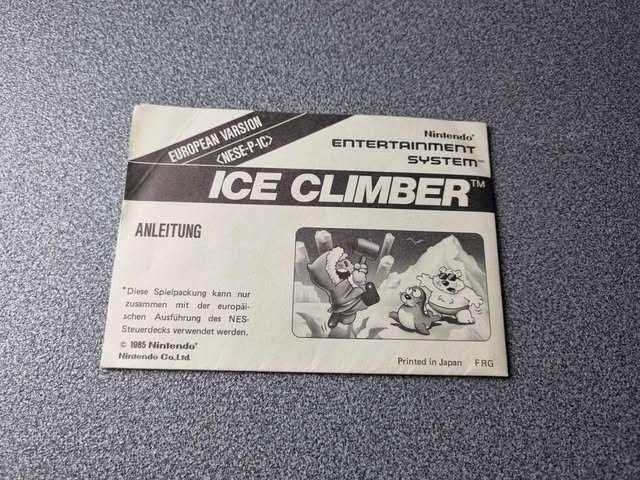 EUROPEAN VARSION
<NESE-P-IC>
Nintendo®
ENTERTAINMENT
SYSTEM™
ICE CLIMBER™
ANLEITUNG
*Diese Spielpackung kann nur
zusammen mit der europäi-
schen Ausführung des NES-
Steuerdecks verwendet werden.
© 1985 Nintendo®
Nintendo Co.,Ltd.
Printed in Japan FRG